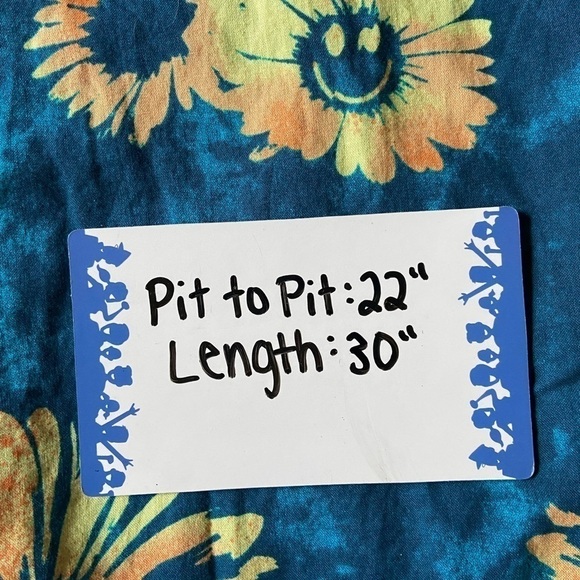 Pit to Pit: 22"
Length: 30"